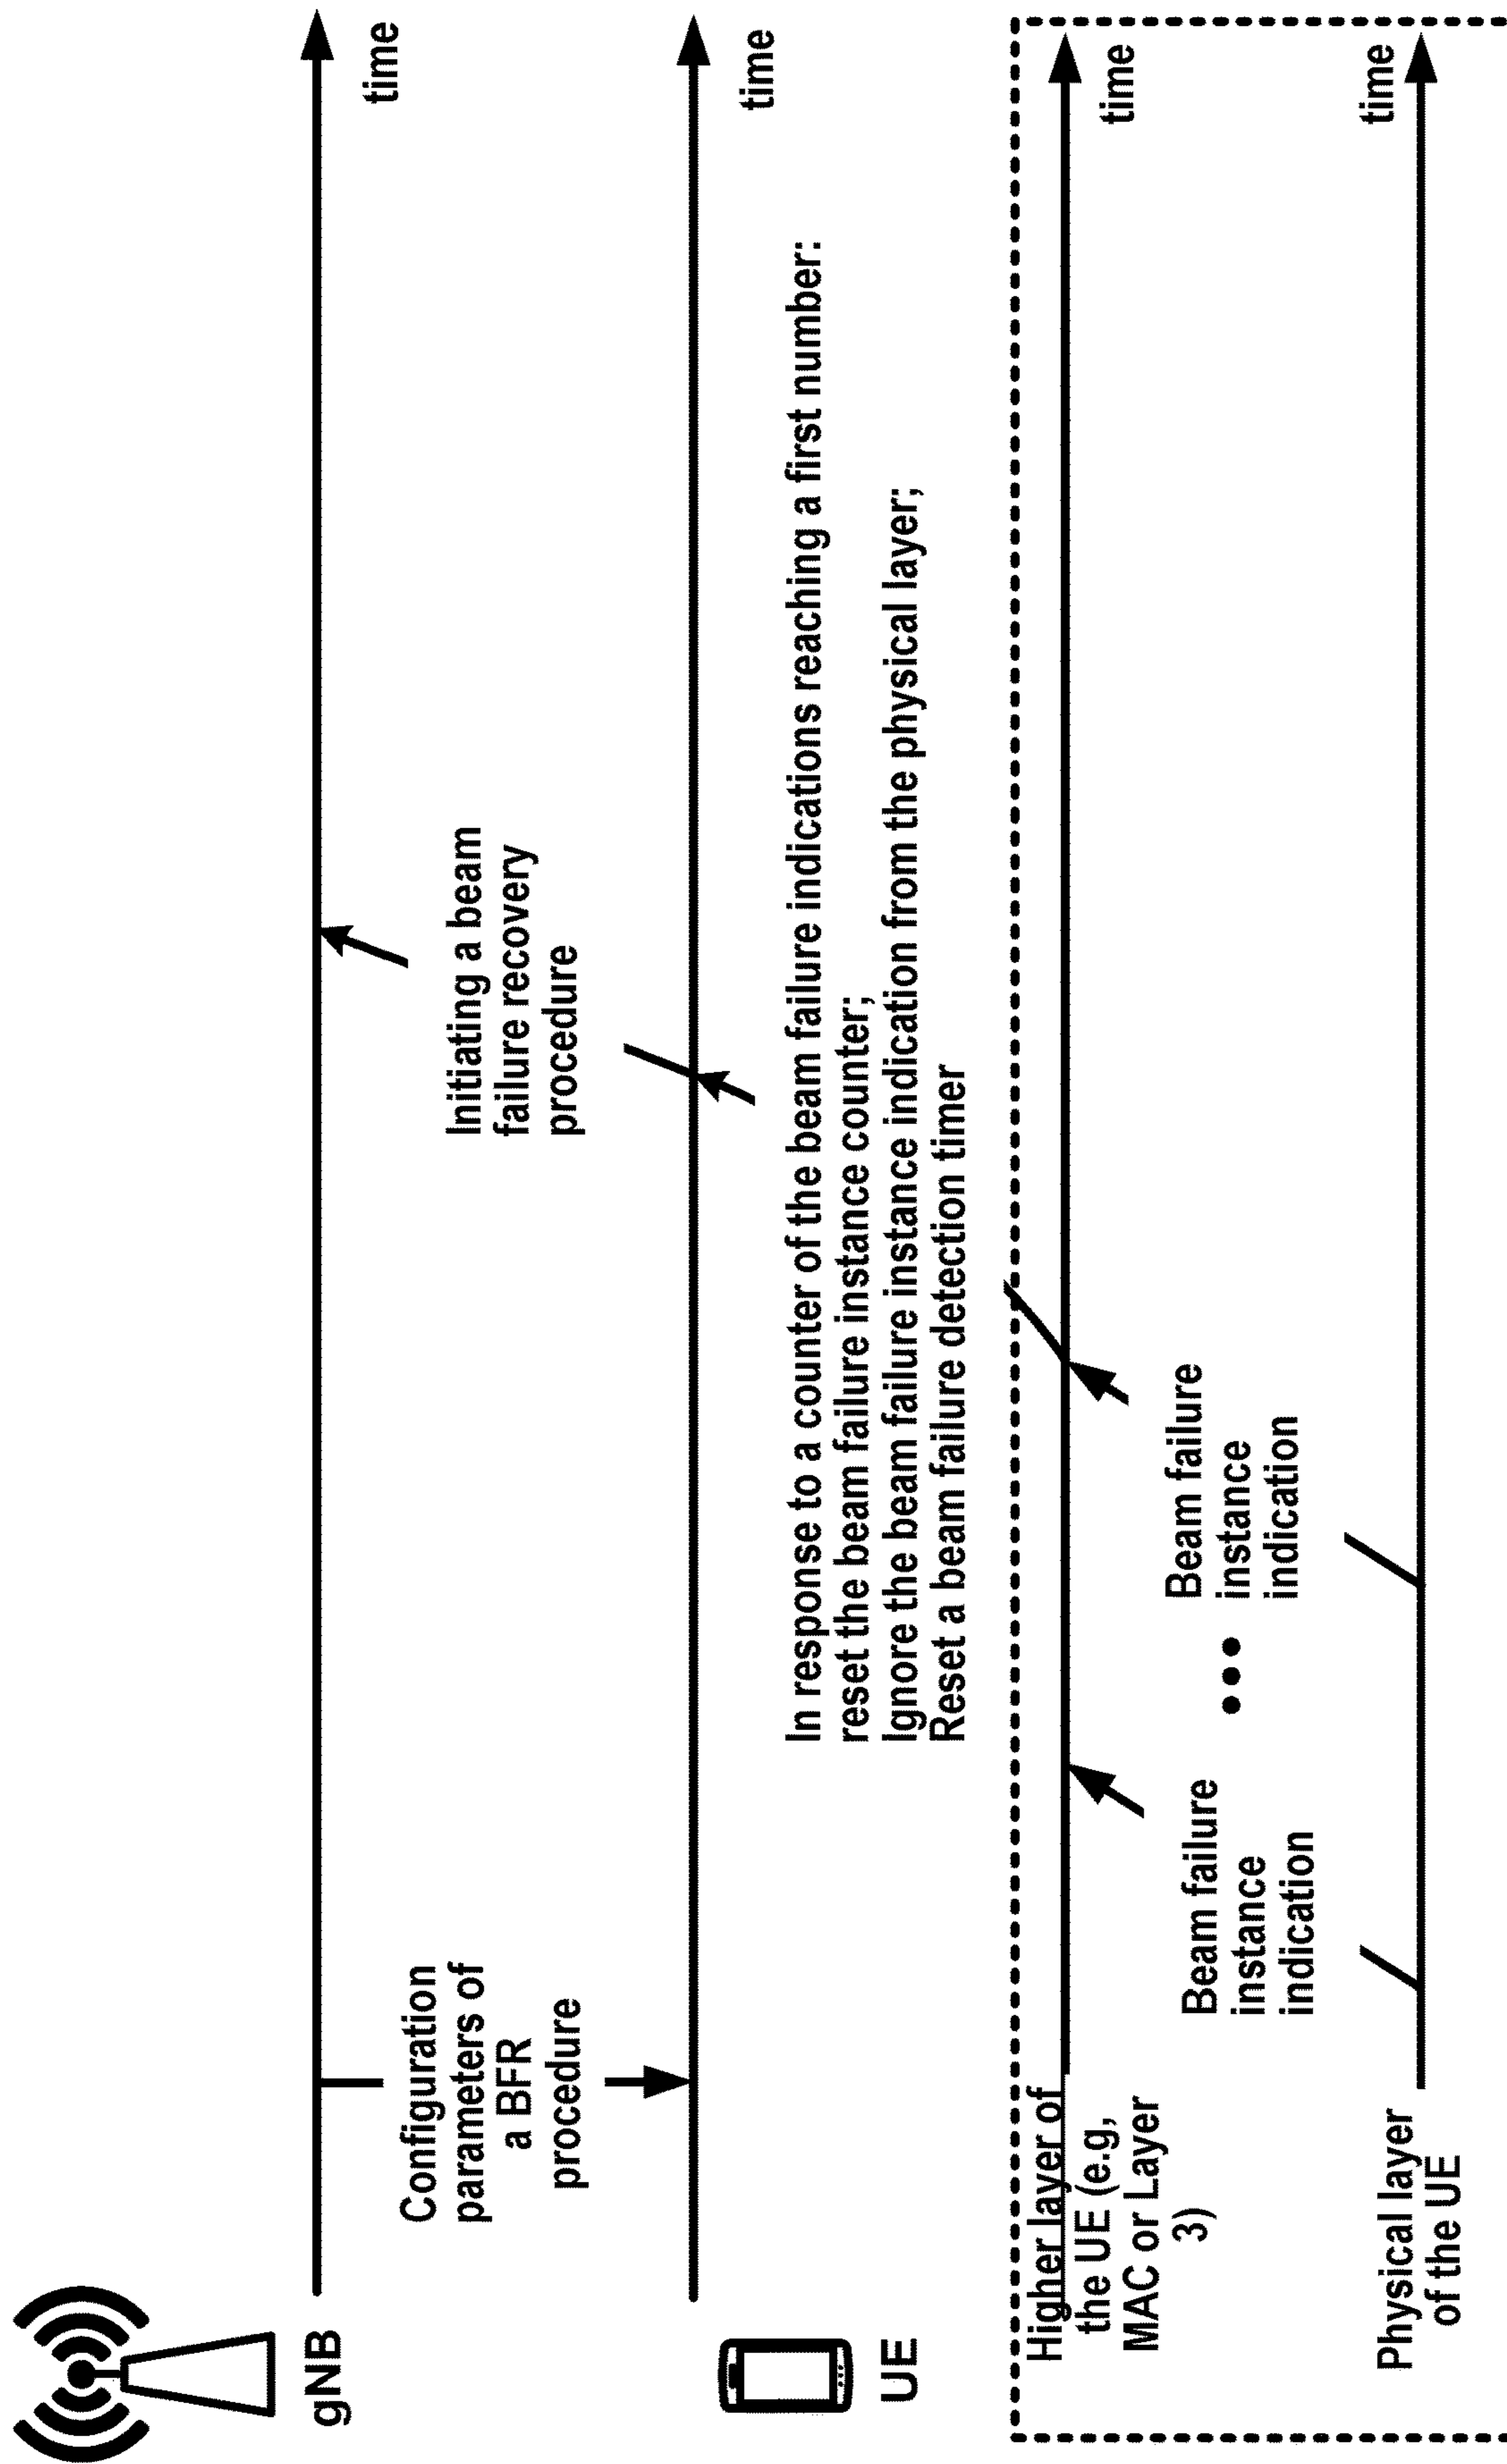 gNB
time
Configuration
parameters of
a BFR
procedure
Initiating a beam
failure recovery
procedure
UE
time
In response to a counter of the beam failure indications reaching a first number:
reset the beam failure instance counter;
Ignore the beam failure instance indication from the physical layer;
Reset a beam failure detection timer
Higher layer of
the UE (e.g,
MAC or Layer
3)
time
Beam failure
instance
indication
Beam failure
instance
indication
Physical layer
of the UE
time